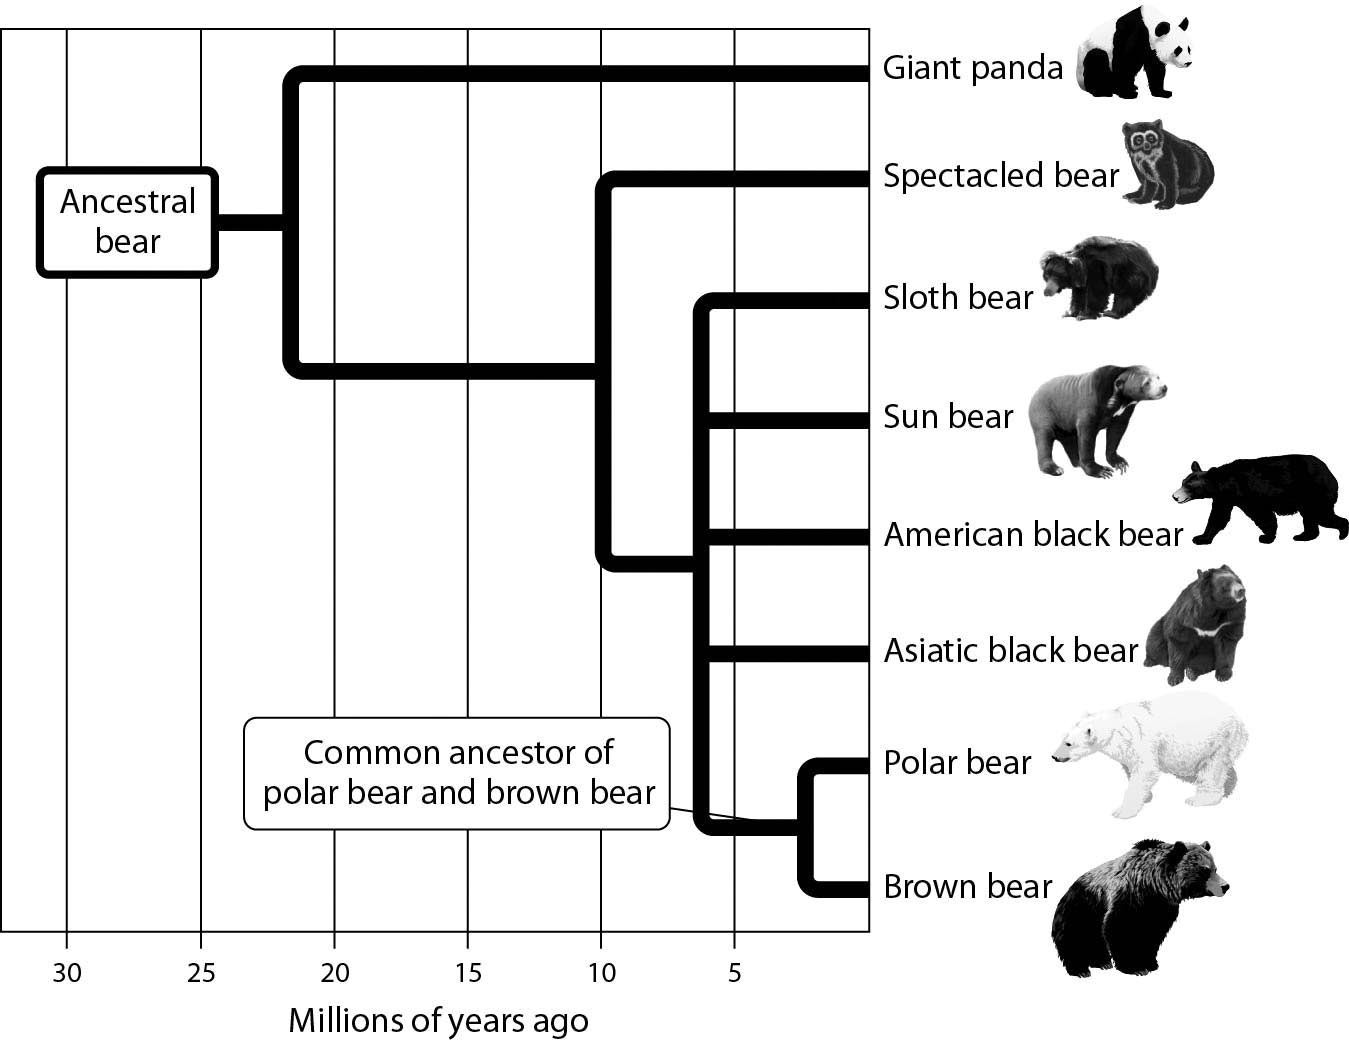 Giant panda
Spectacled bear
Ancestral
bear
Sloth bear
Sun bear
American black bear
Asiatic black bear
Common ancestor of
polar bear and brown bear
Polar bear
Brown bear
30 25 20 15 10 5
Millions of years ago